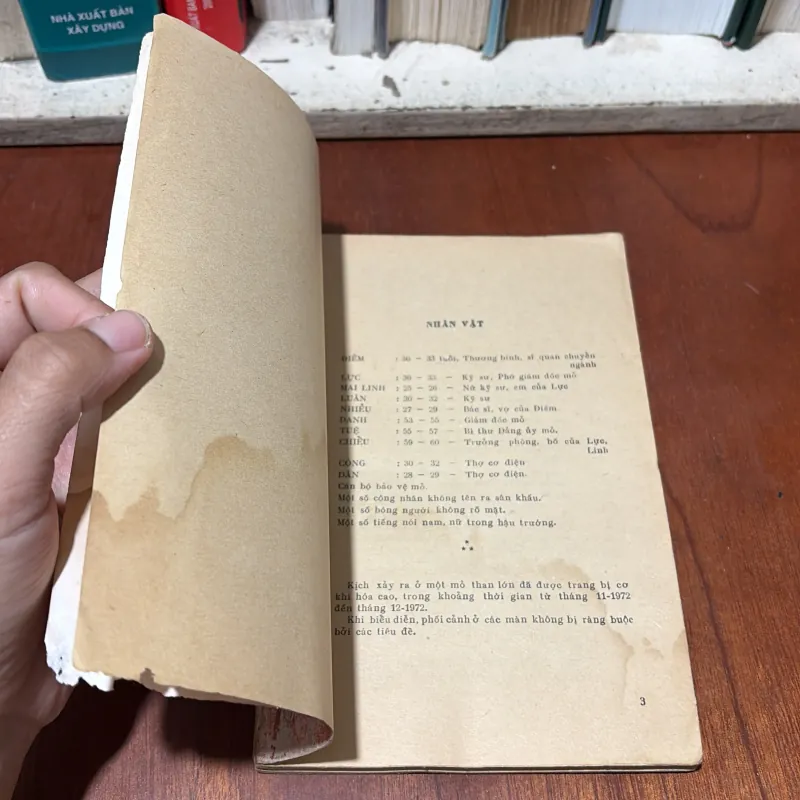 NHÀ XUẤT BẢN
XÂY DỰNG
NHÂN VẬT
ĐIỀM : 30 — 33 tuổi, Thương binh, sĩ quan chuyển
ngành
LỰC : 30 — 33 — Kỹ sư, Phó giám đốc mỏ
MAI LINH : 25 — 26 — Nữ kỹ sư, em của Lực
LUÂN : 30 — 32 — Kỹ sư
NHIỄU : 27 — 29 — Bác sĩ, vợ của Điềm
DANH : 53 — 55 — Giám đốc mỏ
TUỆ : 55 — 57 — Bí thư Đảng ủy mỏ.
CHIỂU : 59 — 60 — Trưởng phòng, bố của Lực,
Linh
CÔNG : 30 — 32 — Thợ cơ điện
DẦN : 28 — 29 — Thợ cơ điện.
Cán bộ bảo vệ mỏ.
Một số công nhân không tên ra sân khấu.
Một số bóng người không rõ mặt.
Một số tiếng nói nam, nữ trong hậu trường.
Kịch xảy ra ở một mỏ than lớn đã được trang bị cơ
khí hóa cao, trong khoảng thời gian từ tháng 11-1972
đến tháng 12-1972.
Khi biểu diễn, phối cảnh ở các màn không bị ràng buộc
bởi các tiêu đề.
3